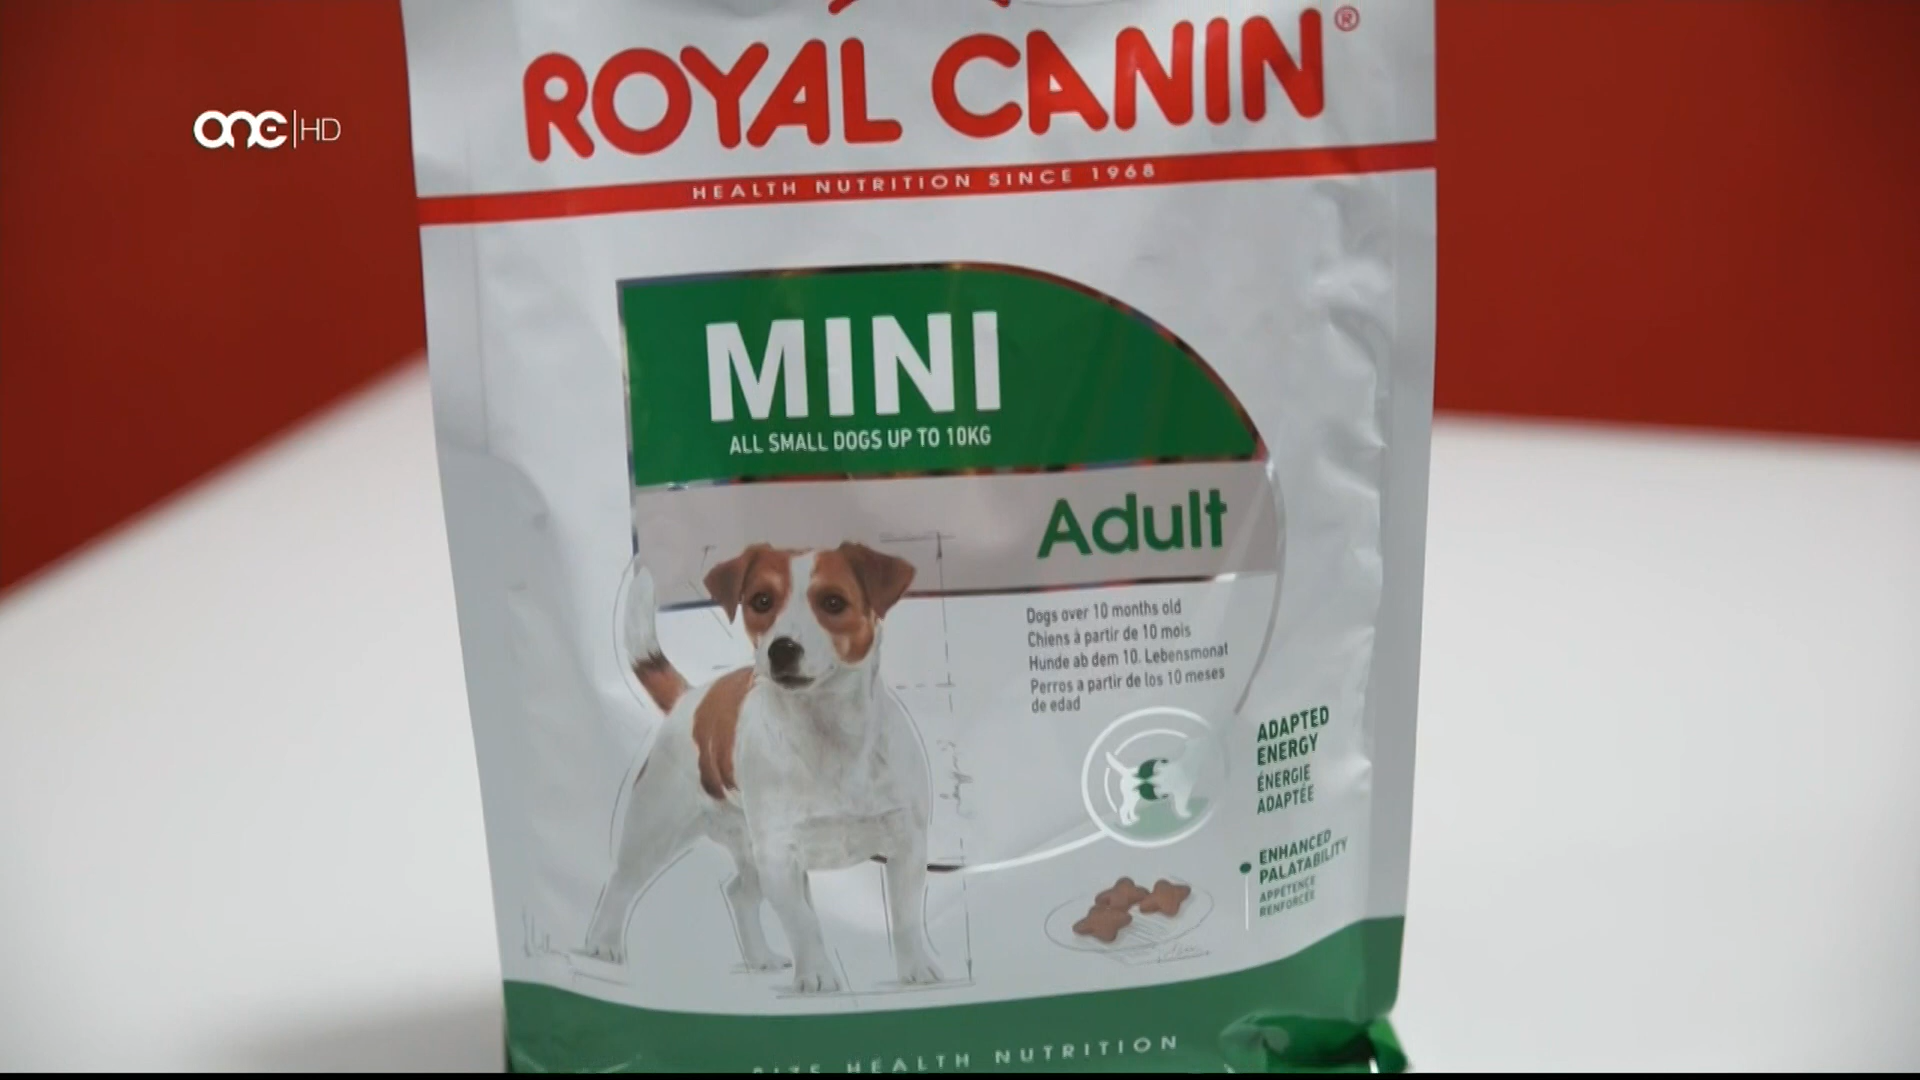 ROYAL CANIN®
one|HD
HEALTH NUTRITION SINCE 1968
MINI
ALL SMALL DOGS UP TO 10KG
Adult
Dogs over 10 months old
Chiens à partir de 10 mois
Hunde ab dem 10. Lebensmonat
Perros a partir de los 10 meses
de edad
ADAPTED
ENERGY
ÉNERGIE
ADAPTÉE
ENHANCED
PALATABILITY
APPÉTENCE
RENFORCÉE
HEALTH NUTRITION